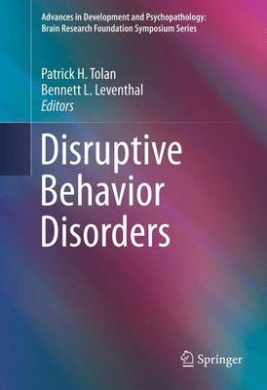 Advances in Development and Psychopathology:
Brain Research Foundation Symposium Series
Patrick H. Tolan
Bennett L. Leventhal
Editors
Disruptive
Behavior
Disorders
Springer